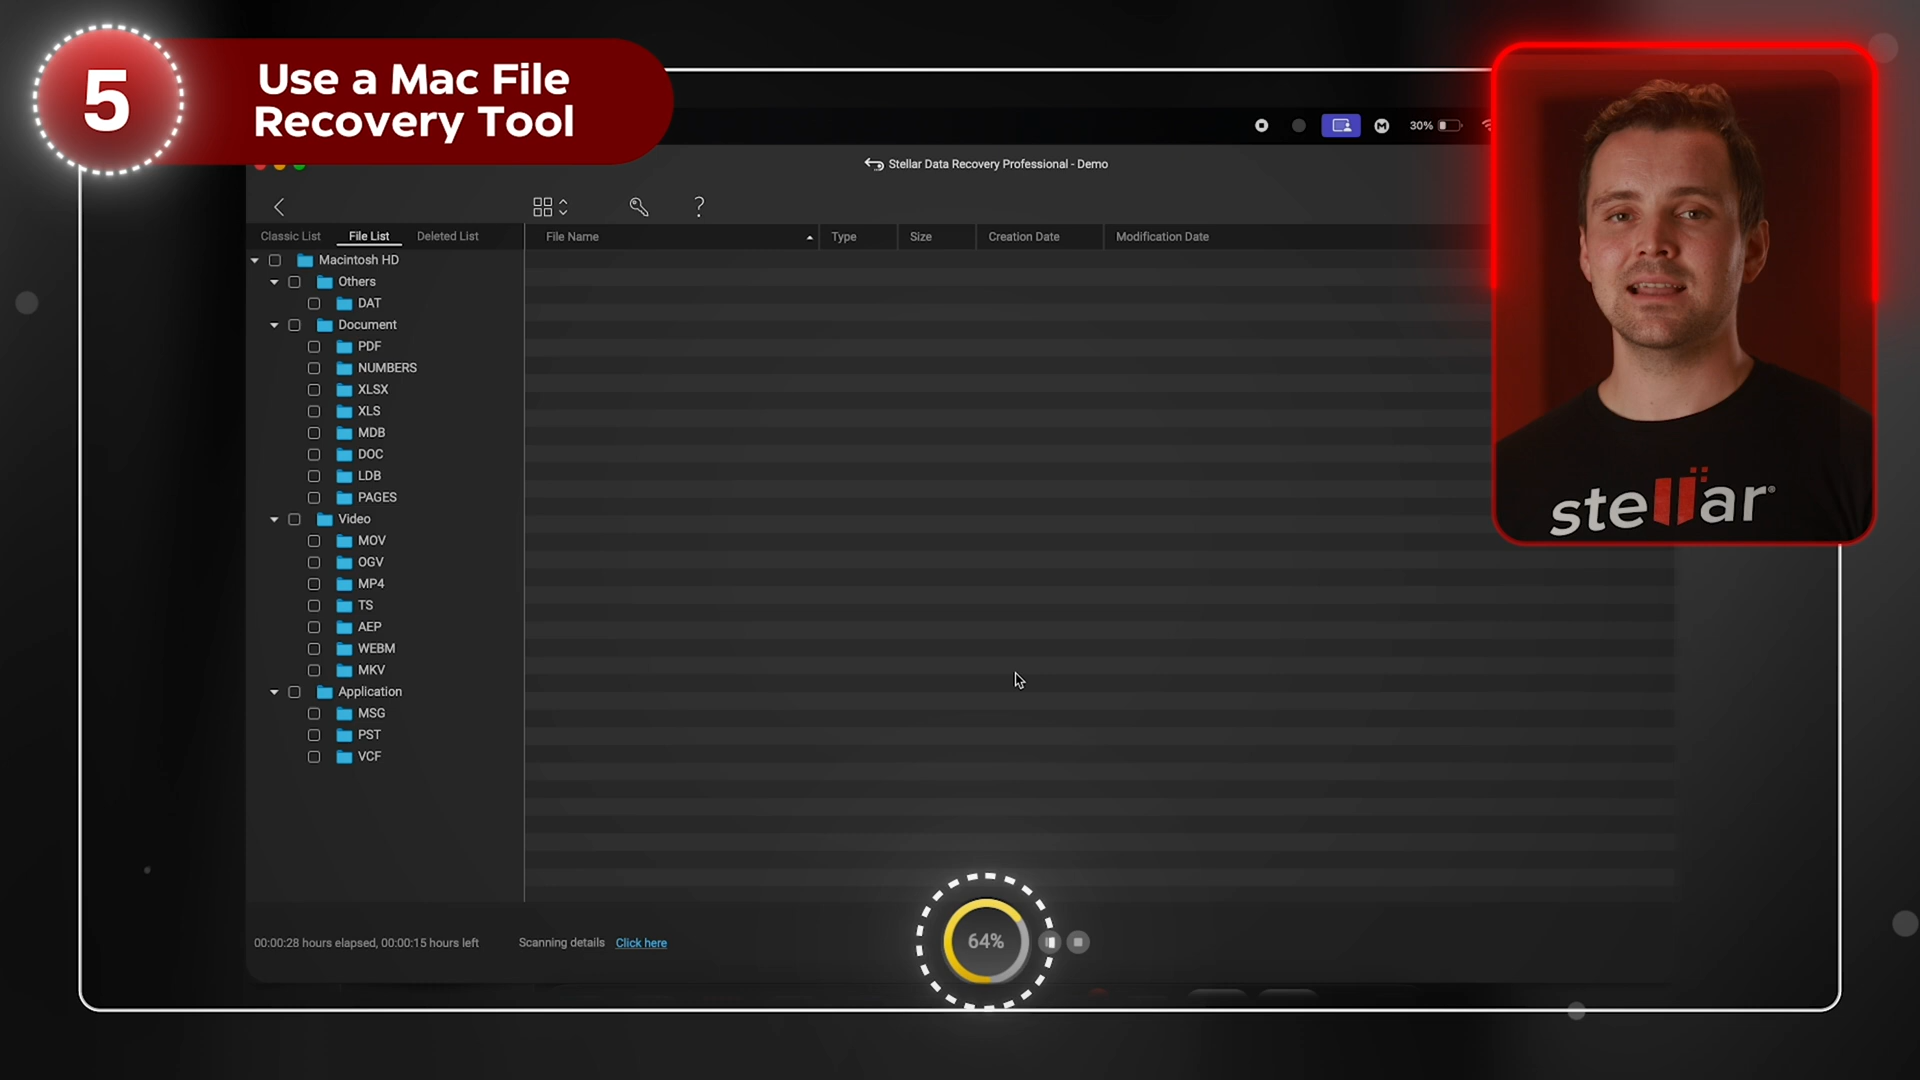 5
Use a Mac File
Recovery Tool
30%
Stellar Data Recovery Professional - Demo
?
Classic List File List Deleted List
File Name Type Size Creation Date Modification Date
Macintosh HD
Others
DAT
Document
PDF
NUMBERS
XLSX
XLS
MDB
DOC
LDB
PAGES
Video
MOV
OGV
MP4
TS
AEP
WEBM
MKV
Application
MSG
PST
VCF
stellar®
00:00:28 hours elapsed, 00:00:15 hours left
Scanning details Click here
64%